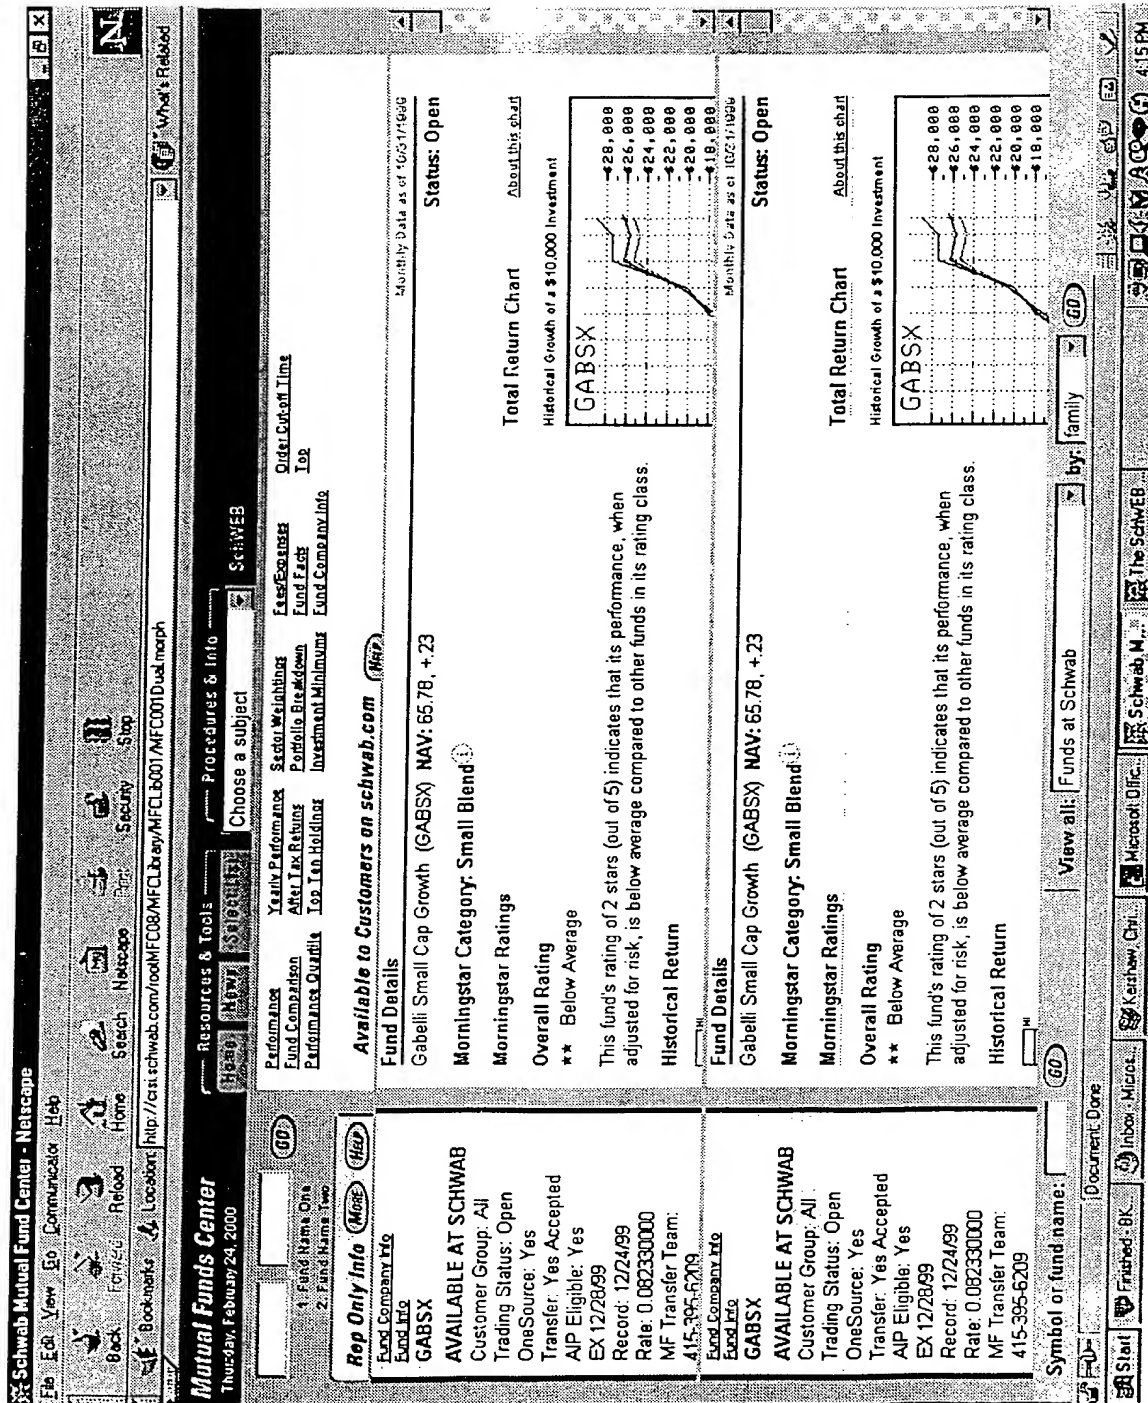 Schwab Mutual Fund Center - Netscape
File Edit View Go Communicator Help
Back Forward Reload Home Search Netscape Print Security Stop
Bookmarks Location: http://crsi.schwab.com/
What's Related
Mutual Funds Center
Thursday, February 24, 2000
Resources & Tools
Procedures & Info
Home News Select List
Choose a subject
SchWEB
1. Fund Name One
2. Fund Name Two
GO
Performance
Fund Comparison
Performance Quartile
Yearly Performance
After Tax Returns
Top Ten Holdings
Sector Weightings
Portfolio Breakdown
Investment Minimums
Fees/Expenses
Fund Facts
Fund Company Info
Order Cut-off Time
Top
Rep Only Info MORE HELP
Available to Customers on schwab.com HELP
Fund Company Info
Fund Info
GABSX
AVAILABLE AT SCHWAB
Customer Group: All
Trading Status: Open
OneSource: Yes
Transfer: Yes Accepted
AIP Eligible: Yes
EX 12/28/99
Record: 12/24/99
Rate: 0.082330000
MF Transfer Team:
415-395-6209
Fund Details
Monthly Data as of 10/31/1999
Gabelli Small Cap Growth (GABSX) NAV: 65.78, +.23
Status: Open
Morningstar Category: Small Blend
Morningstar Ratings
Overall Rating
★★ Below Average
This fund's rating of 2 stars (out of 5) indicates that its performance, when
adjusted for risk, is below average compared to other funds in its rating class.
Historical Return
HI
Total Return Chart
About this chart
Historical Growth of a $10,000 Investment
GABSX
$28,000
$26,000
$24,000
$22,000
$20,000
$18,000
Fund Company Info
Fund Info
GABSX
AVAILABLE AT SCHWAB
Customer Group: All
Trading Status: Open
OneSource: Yes
Transfer: Yes Accepted
AIP Eligible: Yes
EX 12/28/99
Record: 12/24/99
Rate: 0.082330000
MF Transfer Team:
415-395-6209
Fund Details
Monthly Data as of 10/31/1999
Gabelli Small Cap Growth (GABSX) NAV: 65.78, +.23
Status: Open
Morningstar Category: Small Blend
Morningstar Ratings
Overall Rating
★★ Below Average
This fund's rating of 2 stars (out of 5) indicates that its performance, when
adjusted for risk, is below average compared to other funds in its rating class.
Historical Return
HI
Total Return Chart
About this chart
Historical Growth of a $10,000 Investment
GABSX
$28,000
$26,000
$24,000
$22,000
$20,000
$18,000
Symbol or fund name: GO View all: Funds at Schwab by: family GO
Document: Done
Start Finished - BK... Inbox - Micros... Kershaw, Chri... Microsoft Offic... Schwab M... The SchwEB... 4:15 PM